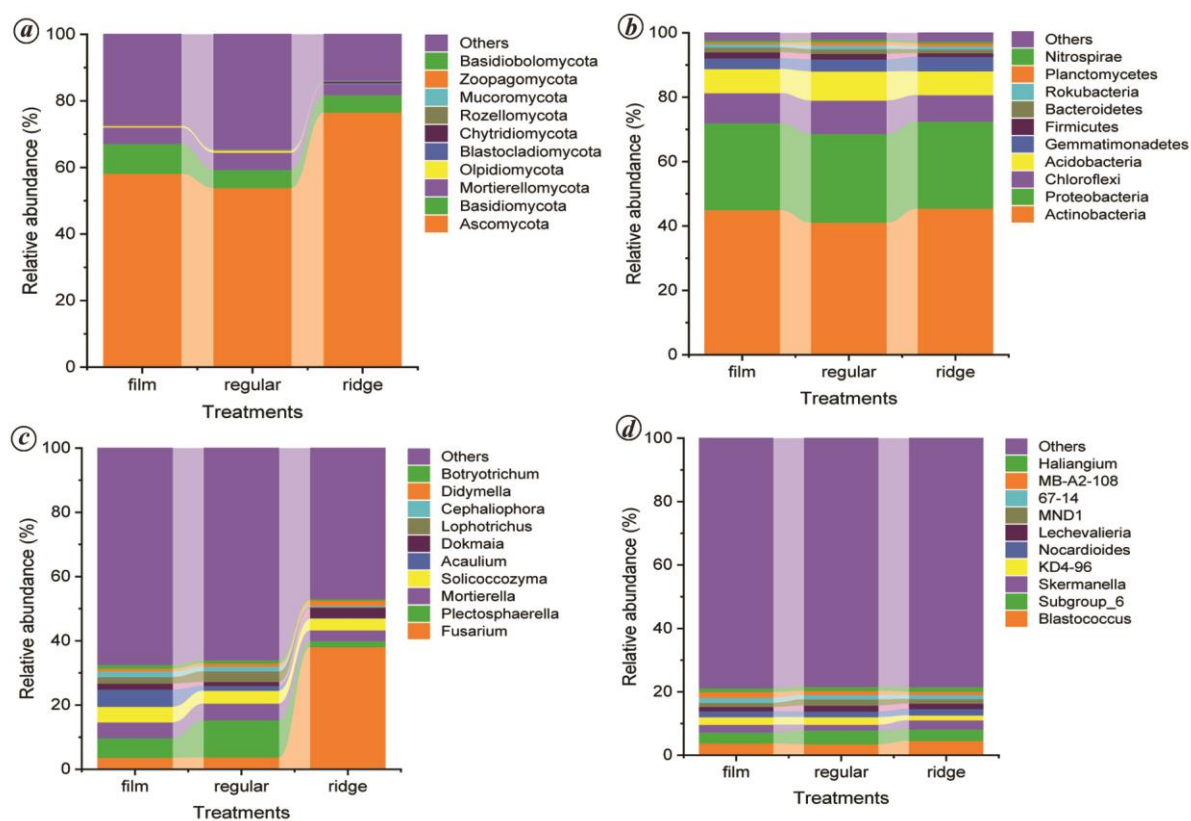 a
100
80
60
40
20
0
Relative abundance (%)
film
regular
ridge
Treatments
Others
Basidiobolomycota
Zoopagomycota
Mucoromycota
Rozellomycota
Chytridiomycota
Blastocladiomycota
Olpidiomycota
Mortierellomycota
Basidiomycota
Ascomycota
b
100
80
60
40
20
0
Relative abundance (%)
film
regular
ridge
Treatments
Others
Nitrospirae
Planctomycetes
Rokubacteria
Bacteroidetes
Firmicutes
Gemmatimonadetes
Acidobacteria
Chloroflexi
Proteobacteria
Actinobacteria
c
100
80
60
40
20
0
Relative abundance (%)
film
regular
ridge
Treatments
Others
Botryotrichum
Didymella
Cephaliophora
Lophotrichus
Dokmaia
Acaulium
Solicoccozyma
Mortierella
Plectosphaerella
Fusarium
d
100
80
60
40
20
0
Relative abundance (%)
film
regular
ridge
Treatments
Others
Haliangium
MB-A2-108
67-14
MND1
Lechevalieria
Nocardioides
KD4-96
Skermanella
Subgroup_6
Blastococcus